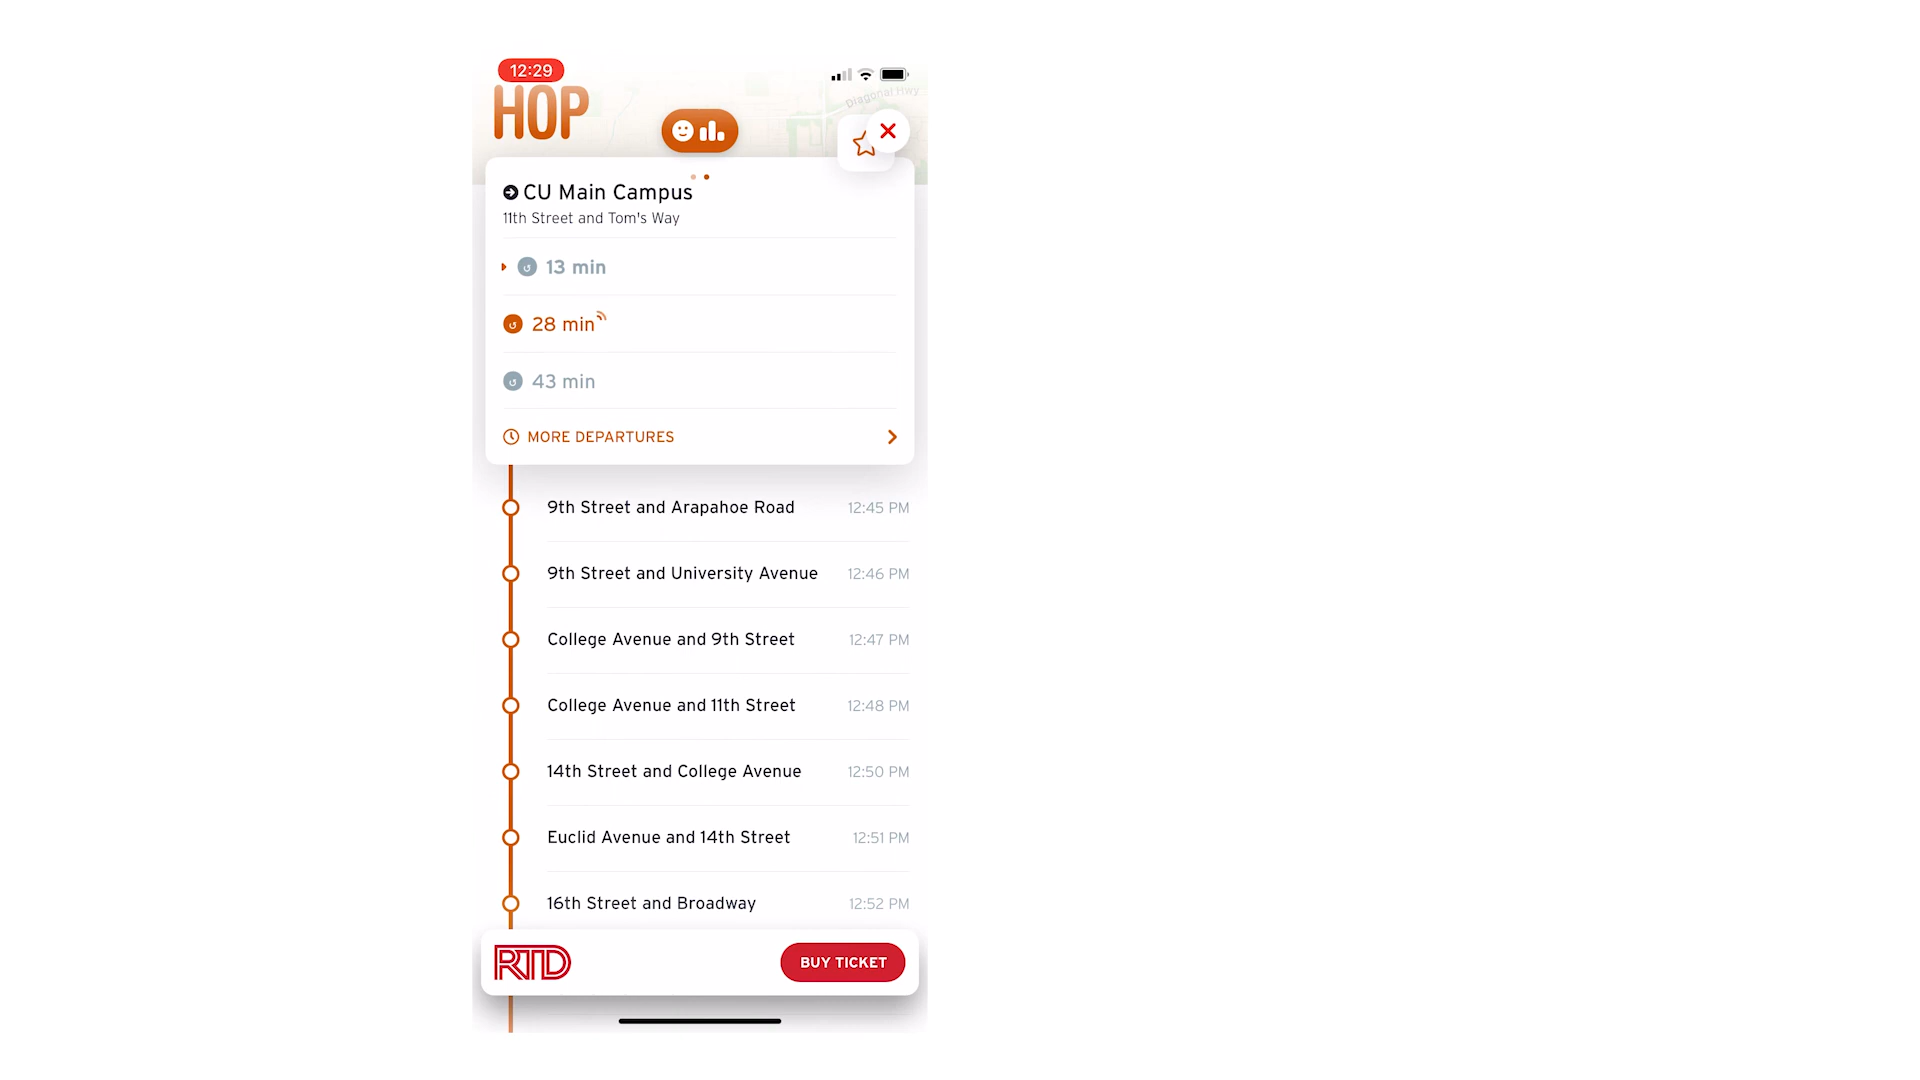 12:29
HOP
Diagonal Hwy
CU Main Campus
11th Street and Tom's Way
13 min
28 min
43 min
MORE DEPARTURES
9th Street and Arapahoe Road 12:45 PM
9th Street and University Avenue 12:46 PM
College Avenue and 9th Street 12:47 PM
College Avenue and 11th Street 12:48 PM
14th Street and College Avenue 12:50 PM
Euclid Avenue and 14th Street 12:51 PM
16th Street and Broadway 12:52 PM
RTD BUY TICKET